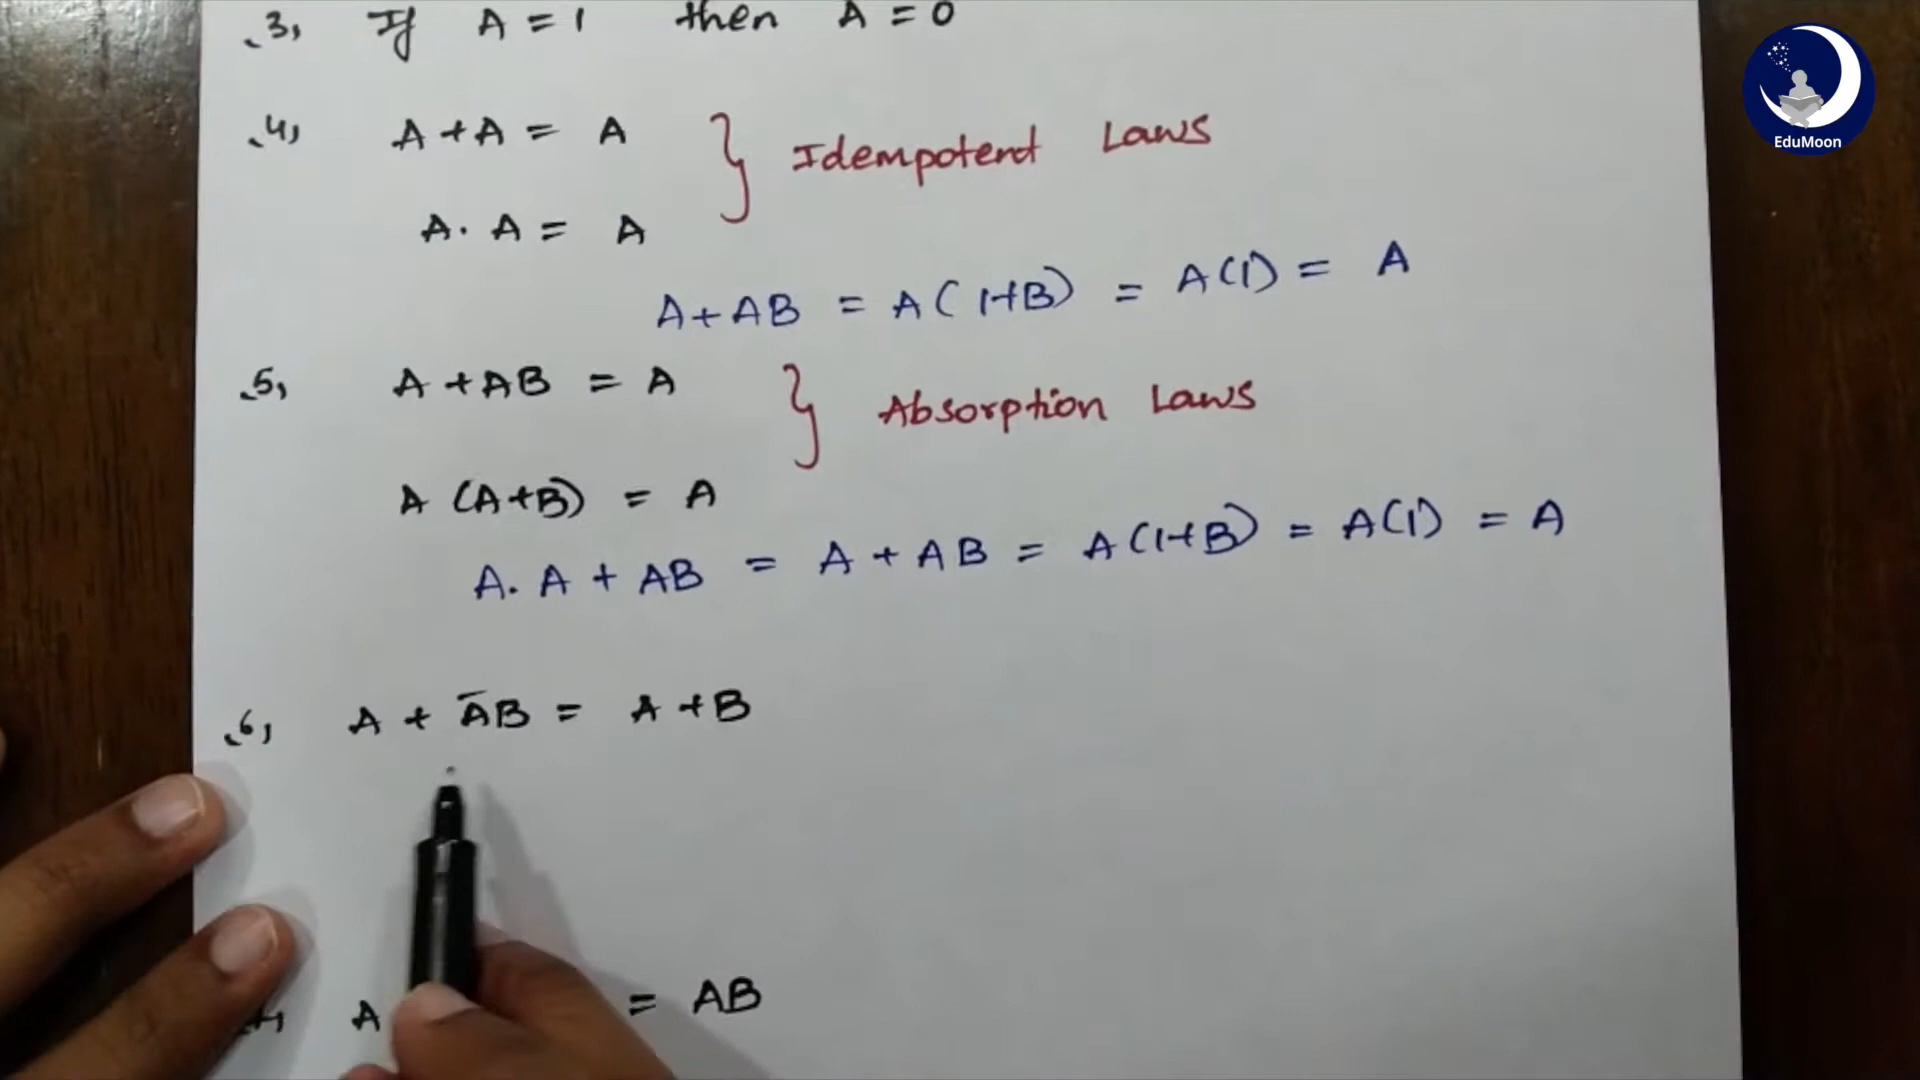 3, If A = 1 then A = 0
4, A + A = A
Idempotent Laws
A . A = A
A + AB = A (1+B) = A(1) = A
5, A + AB = A
Absorption Laws
A (A+B) = A
A . A + AB = A + AB = A (1+B) = A(1) = A
6, A + A̅B = A + B
A = AB
EduMoon